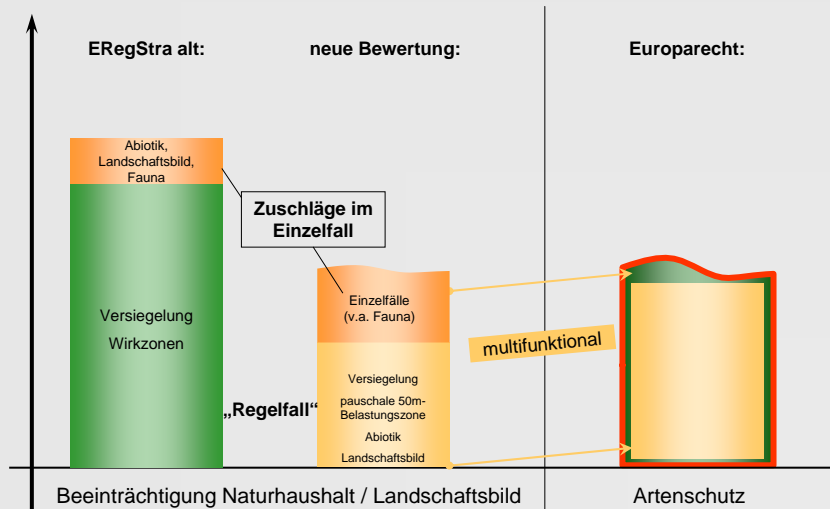 ERegStra alt:
neue Bewertung:
Europarecht:
Abiotik,
Landschaftsbild,
Fauna
Zuschläge im
Einzelfall
Versiegelung
Wirkzonen
Einzelfälle
(v.a. Fauna)
multifunktional
„Regelfall“
Versiegelung
pauschale 50m-
Belastungszone
Abiotik
Landschaftsbild
Beeinträchtigung Naturhaushalt / Landschaftsbild
Artenschutz